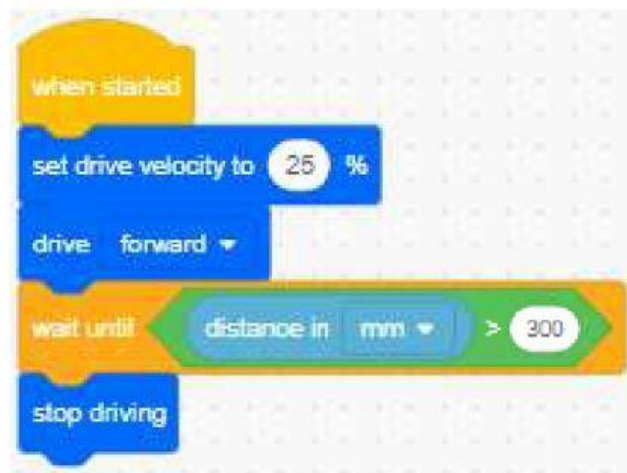 when started
set drive velocity to 25 %
drive forward
wait until distance in mm > 300
stop driving